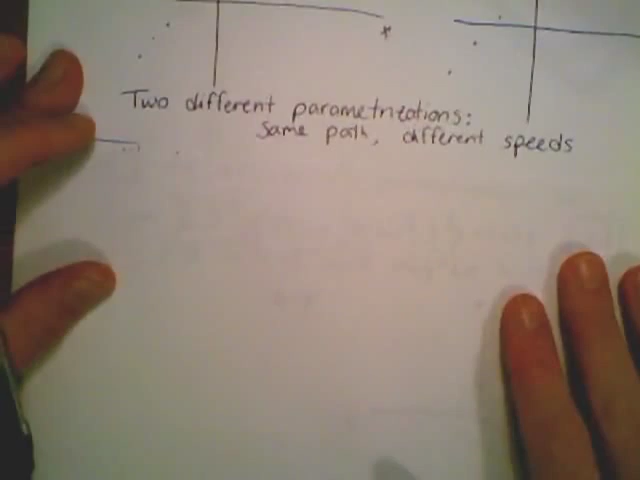 x
Two different parametrizations:
same path, different speeds